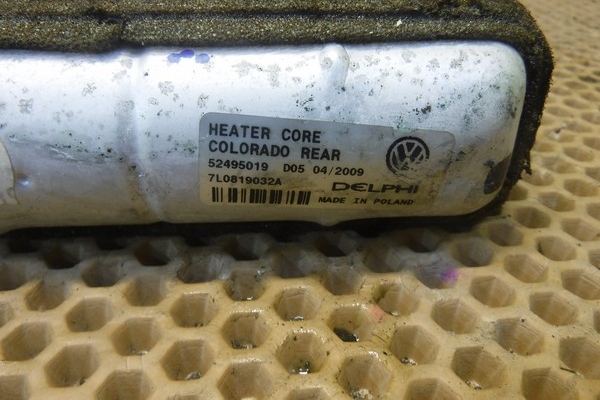 HEATER CORE
COLORADO REAR
52495019 D05 04/2009
7L0819032A
DELPHI
MADE IN POLAND